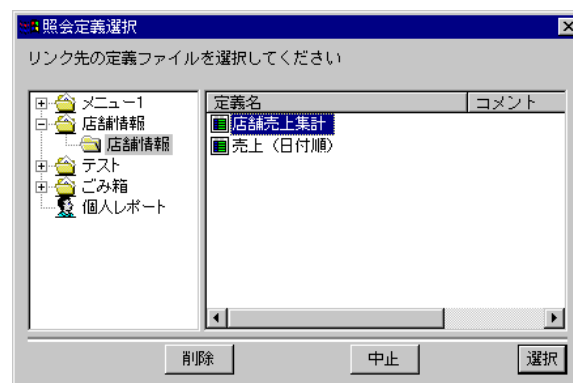 照会定義選択
リンク先の定義ファイルを選択してください
メニュー1
店舗情報
店舗情報
テスト
ごみ箱
個人レポート
定義名 コメント
店舗売上集計
売上（日付順）
削除 中止 選択